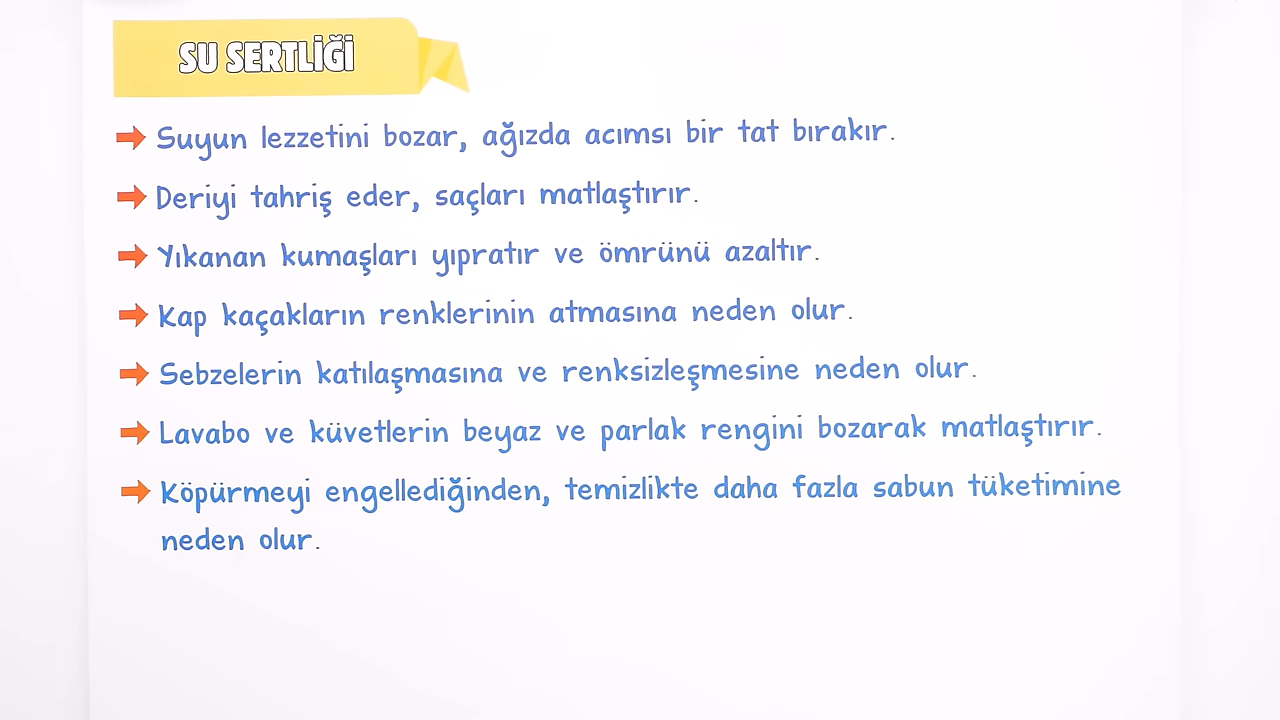 SU SERTLİĞİ
Suyun lezzetini bozar, ağızda acımsı bir tat bırakır.
Deriyi tahriş eder, saçları matlaştırır.
Yıkanan kumaşları yıpratır ve ömrünü azaltır.
Kap kaçakların renklerinin atmasına neden olur.
Sebzelerin katılaşmasına ve renksizleşmesine neden olur.
Lavabo ve küvetlerin beyaz ve parlak rengini bozarak matlaştırır.
Köpürmeyi engellediğinden, temizlikte daha fazla sabun tüketimine
neden olur.